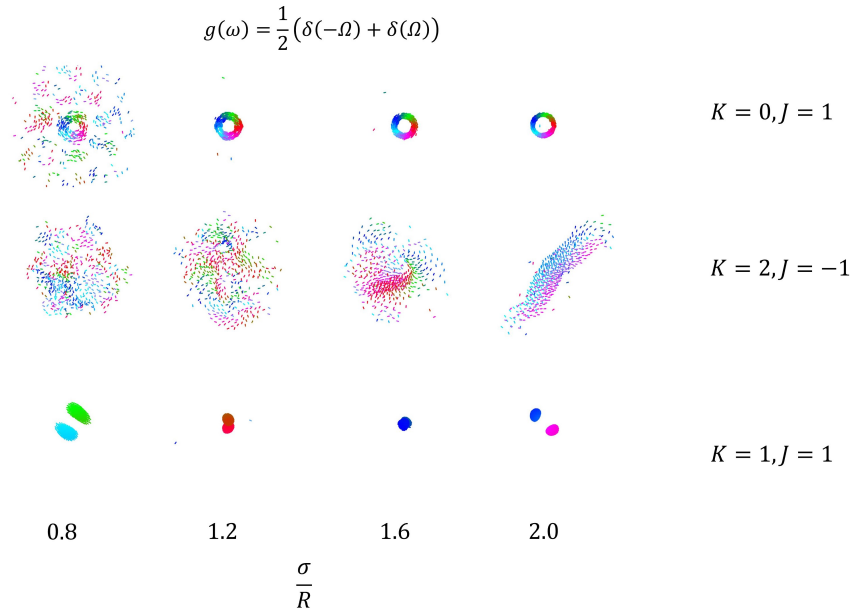 g(ω) = 1/2 (δ(−Ω) + δ(Ω))
K = 0, J = 1
K = 2, J = −1
K = 1, J = 1
0.8 1.2 1.6 2.0
σ/R